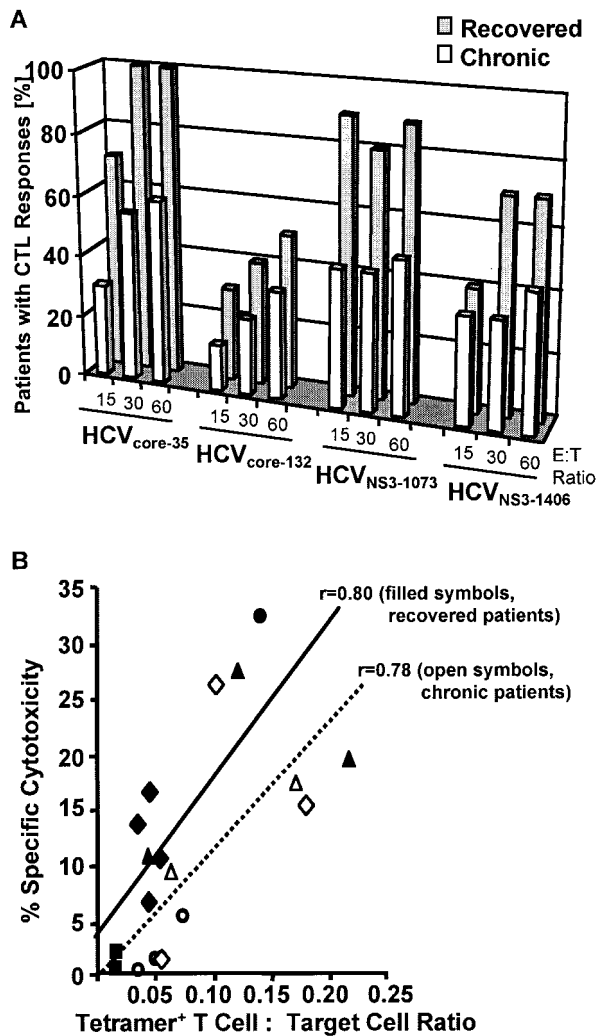 A
Recovered
Chronic
Patients with CTL Responses [%]
100
80
60
40
20
0
15 30 60
15 30 60
15 30 60
15 30 60
E:T
Ratio
HCVcore-35
HCVcore-132
HCVNS3-1073
HCVNS3-1406
B
% Specific Cytotoxicity
35
30
25
20
15
10
5
0
r=0.80 (filled symbols,
recovered patients)
r=0.78 (open symbols,
chronic patients)
0.05 0.10 0.15 0.20 0.25
Tetramer+ T Cell : Target Cell Ratio